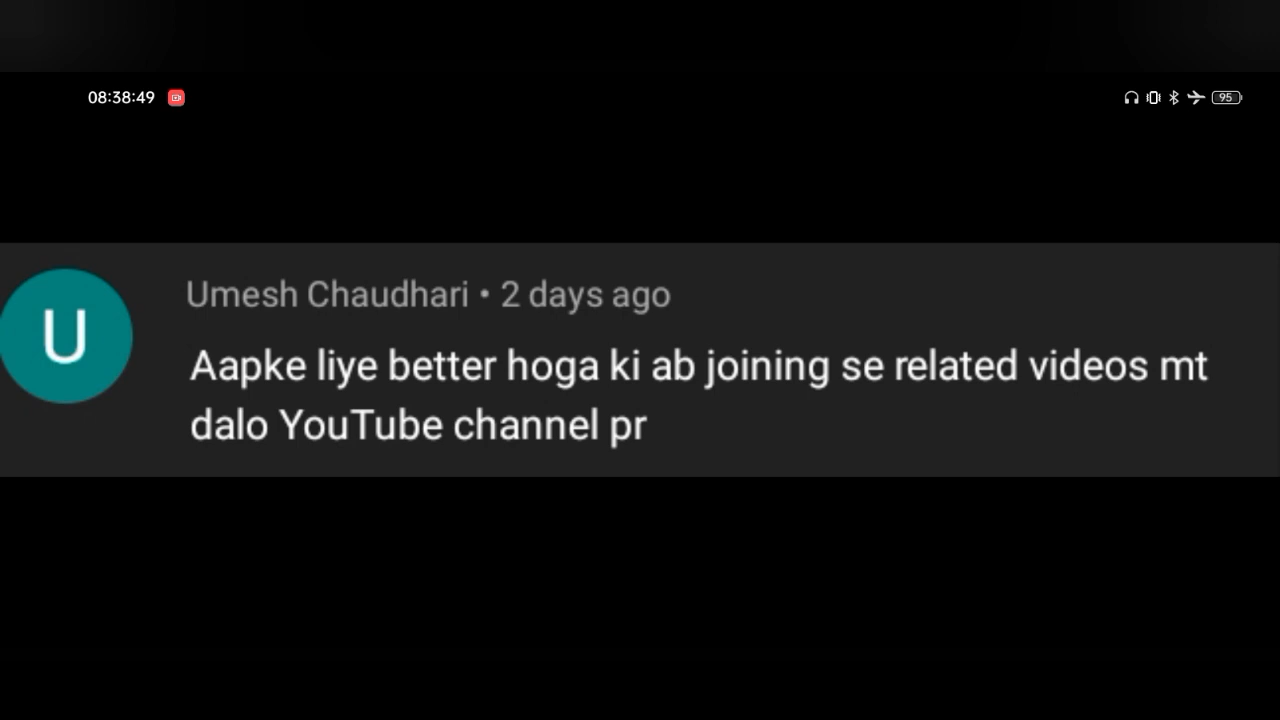 08:38:49 95
U
Umesh Chaudhari • 2 days ago
Aapke liye better hoga ki ab joining se related videos mt
dalo YouTube channel pr